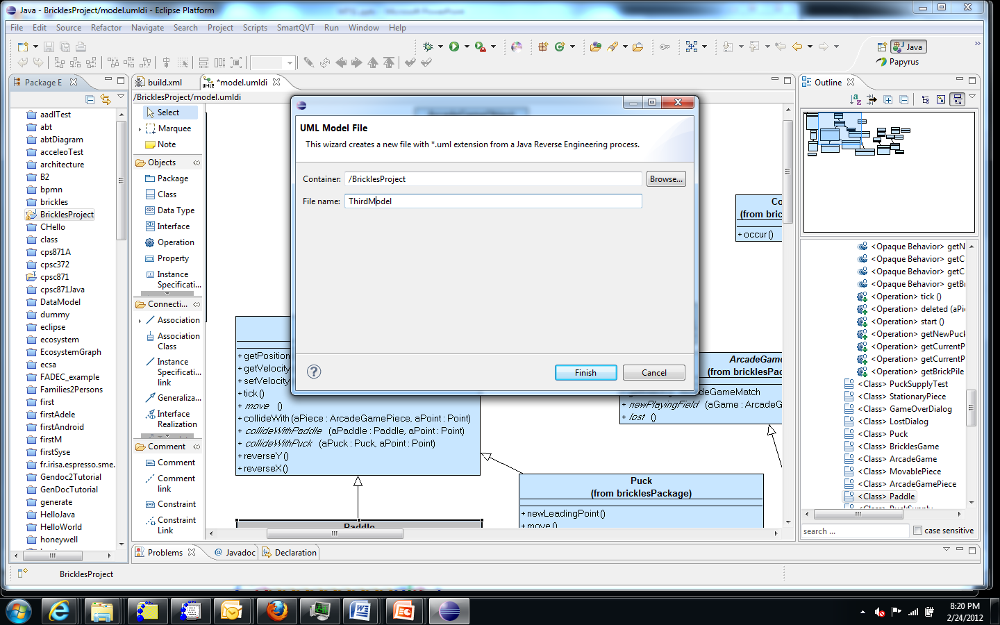 Java - BricklesProject/model.umldi - Eclipse Platform
File Edit Source Refactor Navigate Search Project Scripts SmartQVT Run Window Help
Java
Papyrus
Package E
build.xml
*model.umldi
Outline
/BricklesProject/model.umldi
aadlTest
abt
abtDiagram
acceleoTest
architecture
B2
bpmn
brickles
BricklesProject
CHello
class
cps871A
cpsc372
cpsc871
cpsc871Java
DataModel
dummy
eclipse
ecosystem
EcosystemGraph
ecsa
FADEC_example
Families2Persons
first
firstAdele
firstAndroid
firstM
firstSyse
fr.irisa.espresso.sme.
Gendoc2Tutorial
GenDocTutorial
generate
HelloJava
HelloWorld
honeywell
Select
Marquee
Note
Objects
Package
Class
Data Type
Interface
Operation
Property
Instance
Specificati...
Connecti...
Association
Association
Class
Instance
Specificati...
link
Generaliza...
Interface
Realization
Comment
Comment
Comment
link
Constraint
Constraint
Link
UML Model File
This wizard creates a new file with *.uml extension from a Java Reverse Engineering process.
Container: /BricklesProject Browse...
File name: ThirdModel
? Finish Cancel
Co
(from bric
+ occur()
+ getPosition
+ getVelocity
+ setVelocity
+ tick()
+ move ()
+ collideWith(aPiece : ArcadeGamePiece, aPoint : Point)
+ collideWithPaddle (aPaddle : Paddle, aPoint : Point)
+ collideWithPuck (aPuck : Puck, aPoint : Point)
+ reverseY()
+ reverseX()
Paddle
ArcadeGame
(from bricklesPac
adeGameMatch
+ newPlayingField (aGame : ArcadeG
+ lost ()
Puck
(from bricklesPackage)
+ newLeadingPoint()
+ move()
<Opaque Behavior> getN
<Opaque Behavior> getC
<Opaque Behavior> getC
<Opaque Behavior> getBr
<Operation> tick ()
<Operation> deleted (aPi
<Operation> start ()
<Operation> getNewPuck
<Operation> getCurrentP
<Operation> getCurrentP
<Operation> getBrickPile
<Class> PuckSupplyTest
<Class> StationaryPiece
<Class> GameOverDialog
<Class> LostDialog
<Class> Puck
<Class> BricklesGame
<Class> ArcadeGame
<Class> MovablePiece
<Class> ArcadeGamePiece
<Class> Paddle
<Class> PuckSupply
search ... case sensitive
Problems Javadoc Declaration
BricklesProject
8:20 PM
2/24/2012